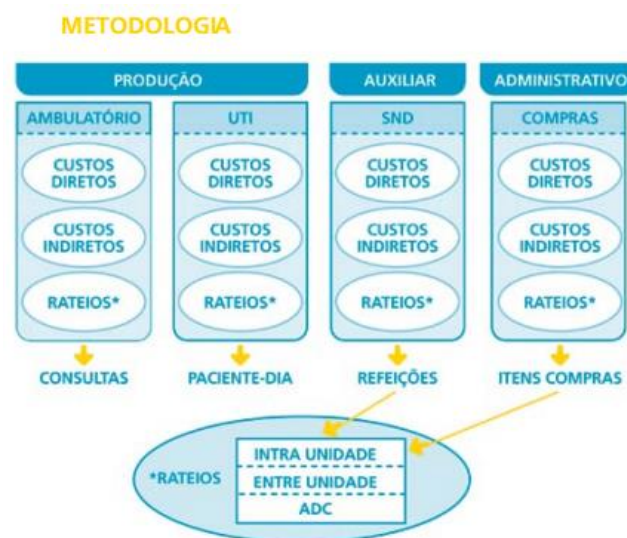 METODOLOGIA
PRODUÇÃO
AUXILIAR
ADMINISTRATIVO
AMBULATÓRIO
UTI
SND
COMPRAS
CUSTOS
DIRETOS
CUSTOS
DIRETOS
CUSTOS
DIRETOS
CUSTOS
DIRETOS
CUSTOS
INDIRETOS
CUSTOS
INDIRETOS
CUSTOS
INDIRETOS
CUSTOS
INDIRETOS
RATEIOS*
RATEIOS*
RATEIOS*
RATEIOS*
CONSULTAS
PACIENTE-DIA
REFEIÇÕES
ITENS COMPRAS
*RATEIOS
INTRA UNIDADE
ENTRE UNIDADE
ADC